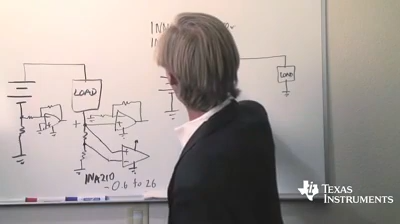 LOAD
LOAD
+
INA210
-0.6 to 26
TEXAS
INSTRUMENTS